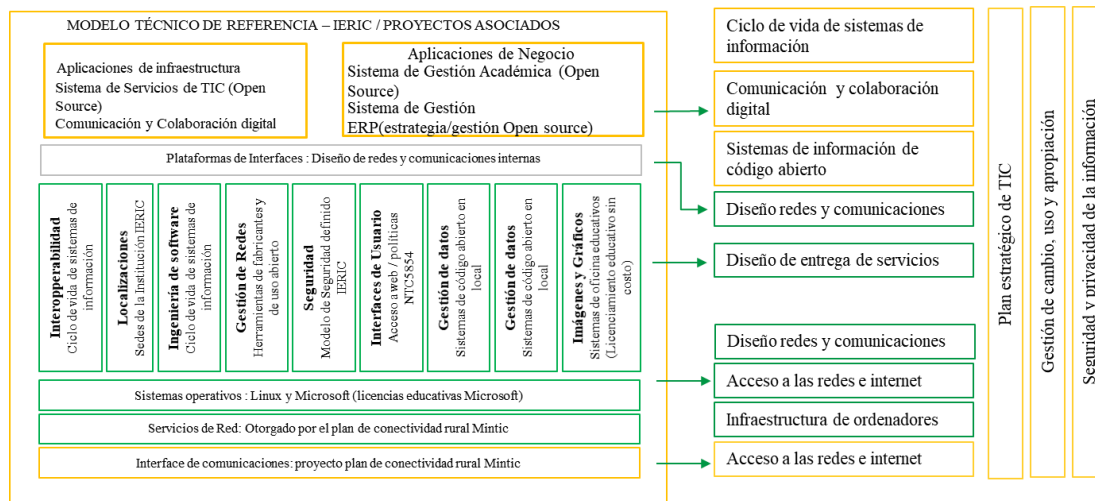 MODELO TÉCNICO DE REFERENCIA – IERIC / PROYECTOS ASOCIADOS
Aplicaciones de infraestructura
Sistema de Servicios de TIC (Open
Source)
Comunicación y Colaboración digital
Aplicaciones de Negocio
Sistema de Gestión Académica (Open
Source)
Sistema de Gestión
ERP(estrategia/gestión Open source)
Plataformas de Interfaces : Diseño de redes y comunicaciones internas
Interopperabilidad
Ciclo de vida de sistemas de
información
Localizaciones
Sedes de la Institución IERIC
Ingeniería de software
Ciclo de vida de sistemas de
información
Gestión de Redes
Herramientas de fabricantes y
de uso abierto
Seguridad
Modelo de Seguridad definido
IERIC
Interfaces de Usuario
Acceso a web / políticas
NTC5854
Gestión de datos
Sistemas de código abierto en
local
Gestión de datos
Sistemas de código abierto en
local
Imágenes y Gráficos
Sistemas de oficina educativos
(Licenciamiento educativo sin
costo)
Sistemas operativos : Linux y Microsoft (licencias educativas Microsoft)
Servicios de Red: Otorgado por el plan de conectividad rural Mintic
Interface de comunicaciones: proyecto plan de conectividad rural Mintic
Ciclo de vida de sistemas de
información
Comunicación y colaboración
digital
Sistemas de información de
código abierto
Diseño redes y comunicaciones
Diseño de entrega de servicios
Diseño redes y comunicaciones
Acceso a las redes e internet
Infraestructura de ordenadores
Acceso a las redes e internet
Plan estratégico de TIC
Gestión de cambio, uso y apropiación
Seguridad y privacidad de la información